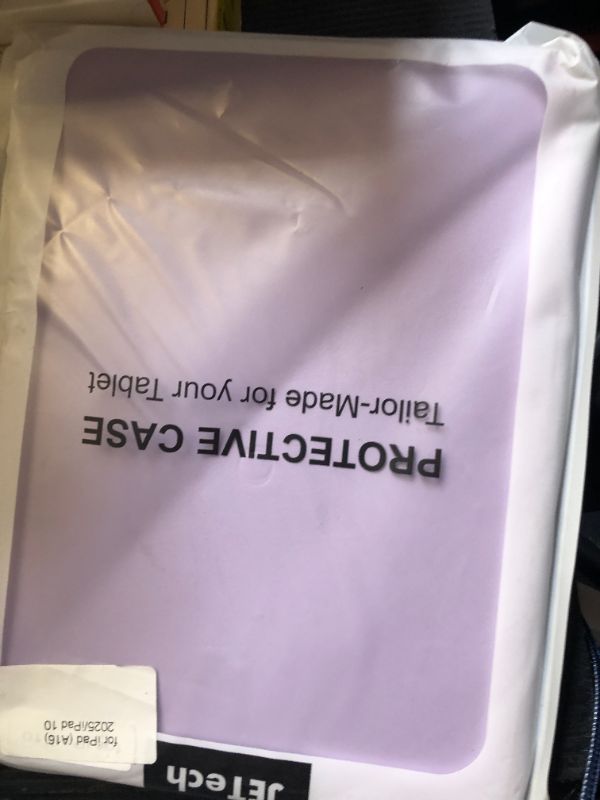 JETech
for iPad (A16)
2025/iPad 10
PROTECTIVE CASE
Tailor-Made for your Tablet